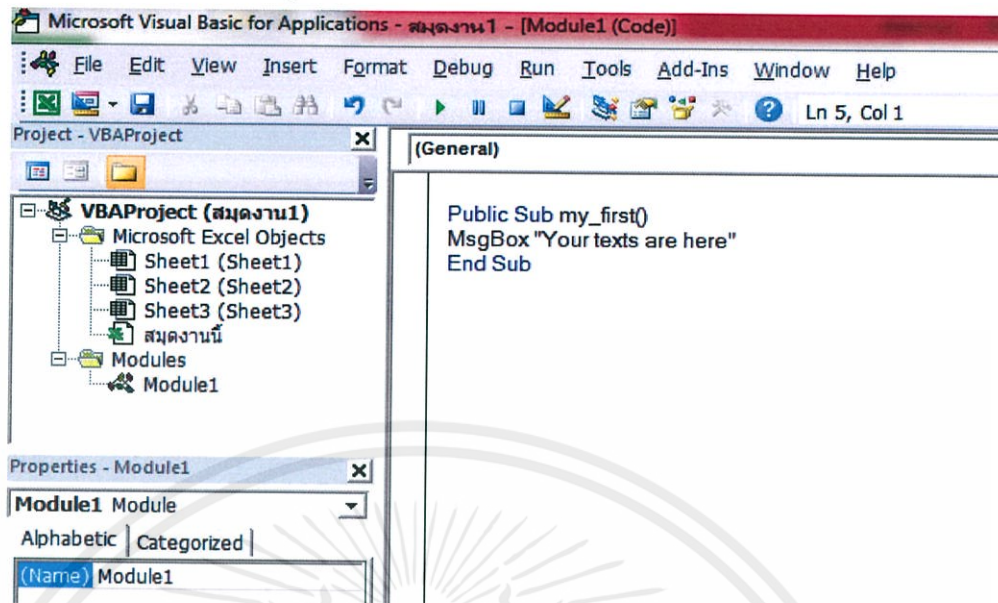 Microsoft Visual Basic for Applications - สมุดงาน1 - [Module1 (Code)]
File Edit View Insert Format Debug Run Tools Add-Ins Window Help
Ln 5, Col 1
Project - VBAProject
(General)
VBAProject (สมุดงาน1)
Microsoft Excel Objects
Sheet1 (Sheet1)
Sheet2 (Sheet2)
Sheet3 (Sheet3)
สมุดงานนี้
Modules
Module1
Public Sub my_first()
MsgBox "Your texts are here"
End Sub
Properties - Module1
Module1 Module
Alphabetic Categorized
(Name) Module1